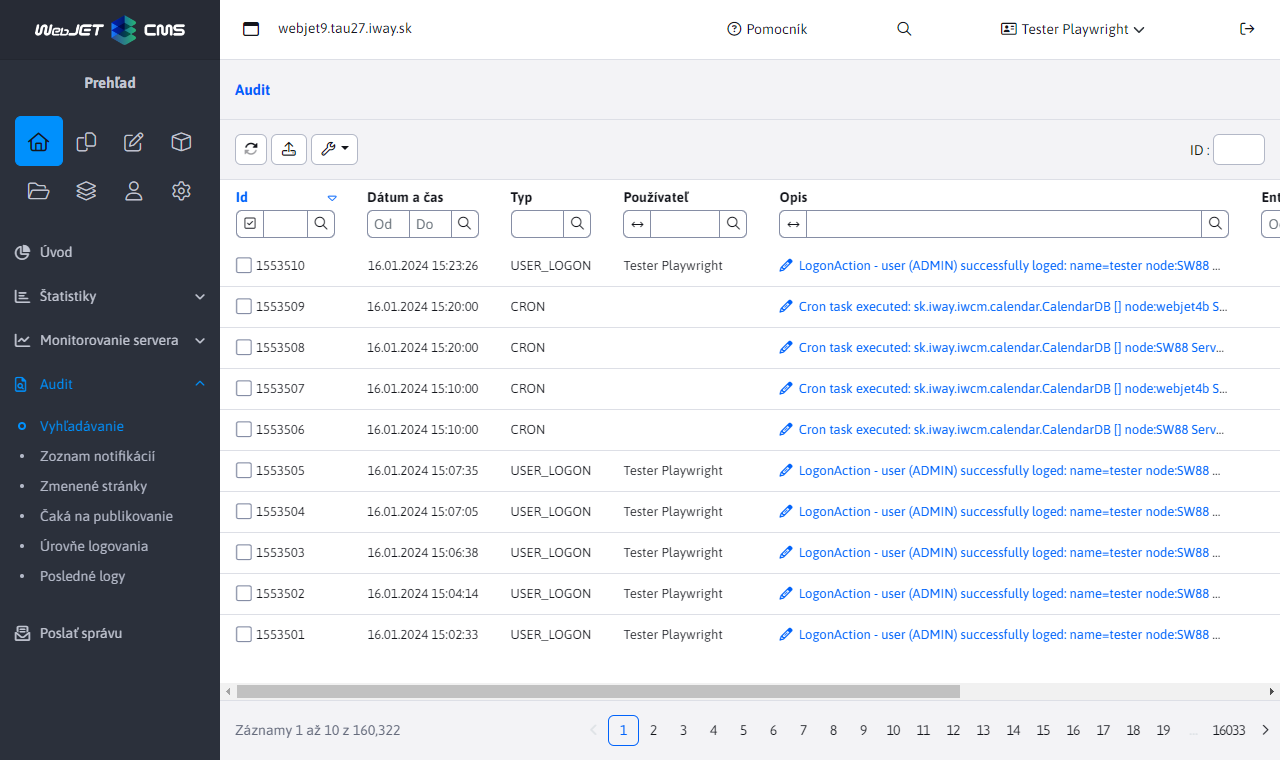 WebJET CMS
webjet9.tau27.iway.sk
Pomocník
Tester Playwright
Prehľad
Úvod
Štatistiky
Monitorovanie servera
Audit
Vyhľadávanie
Zoznam notifikácií
Zmenené stránky
Čaká na publikovanie
Úrovňe logovania
Posledné logy
Poslať správu
Audit
ID :
Id Dátum a čas Typ Používateľ Opis Ent
Od Do O
1553510 16.01.2024 15:23:26 USER_LOGON Tester Playwright LogonAction - user (ADMIN) successfully loged: name=tester node:SW88 ...
1553509 16.01.2024 15:20:00 CRON Cron task executed: sk.iway.iwcm.calendar.CalendarDB [] node:webjet4b S...
1553508 16.01.2024 15:20:00 CRON Cron task executed: sk.iway.iwcm.calendar.CalendarDB [] node:SW88 Serv...
1553507 16.01.2024 15:10:00 CRON Cron task executed: sk.iway.iwcm.calendar.CalendarDB [] node:webjet4b S...
1553506 16.01.2024 15:10:00 CRON Cron task executed: sk.iway.iwcm.calendar.CalendarDB [] node:SW88 Serv...
1553505 16.01.2024 15:07:35 USER_LOGON Tester Playwright LogonAction - user (ADMIN) successfully loged: name=tester node:SW88 ...
1553504 16.01.2024 15:07:05 USER_LOGON Tester Playwright LogonAction - user (ADMIN) successfully loged: name=tester node:SW88 ...
1553503 16.01.2024 15:06:38 USER_LOGON Tester Playwright LogonAction - user (ADMIN) successfully loged: name=tester node:SW88 ...
1553502 16.01.2024 15:04:14 USER_LOGON Tester Playwright LogonAction - user (ADMIN) successfully loged: name=tester node:SW88 ...
1553501 16.01.2024 15:02:33 USER_LOGON Tester Playwright LogonAction - user (ADMIN) successfully loged: name=tester node:SW88 ...
Záznamy 1 až 10 z 160,322
1 2 3 4 5 6 7 8 9 10 11 12 13 14 15 16 17 18 19 ... 16033